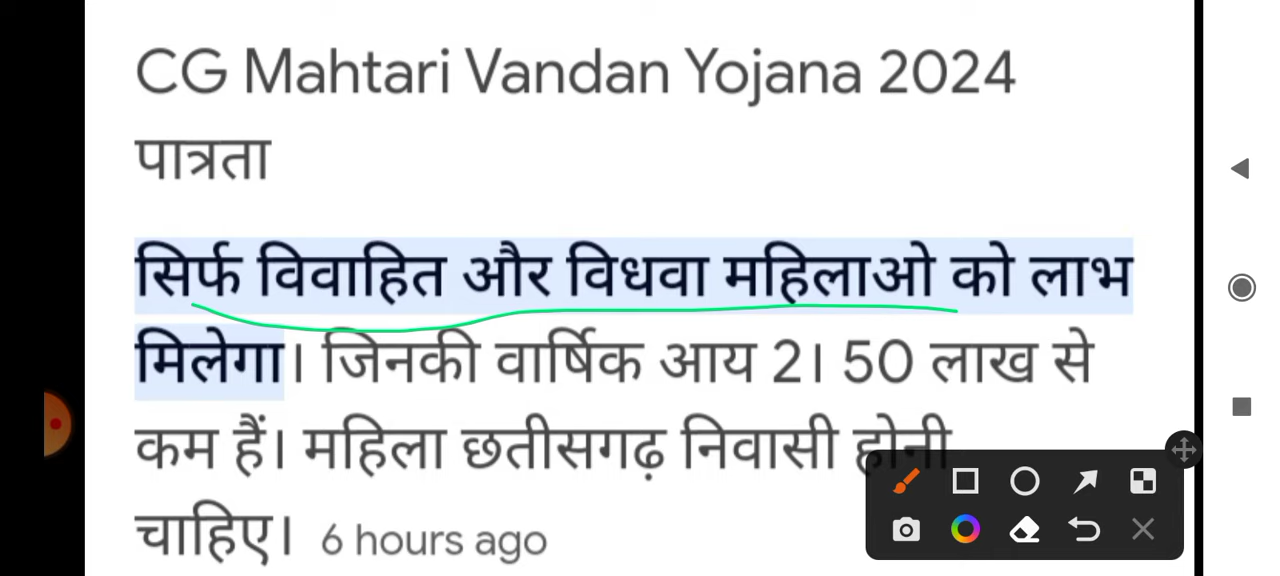 CG Mahtari Vandan Yojana 2024
पात्रता
सिर्फ विवाहित और विधवा महिलाओ को लाभ
मिलेगा। जिनकी वार्षिक आय 2। 50 लाख से
कम हैं। महिला छतीसगढ़ निवासी होनी
चाहिए। 6 hours ago